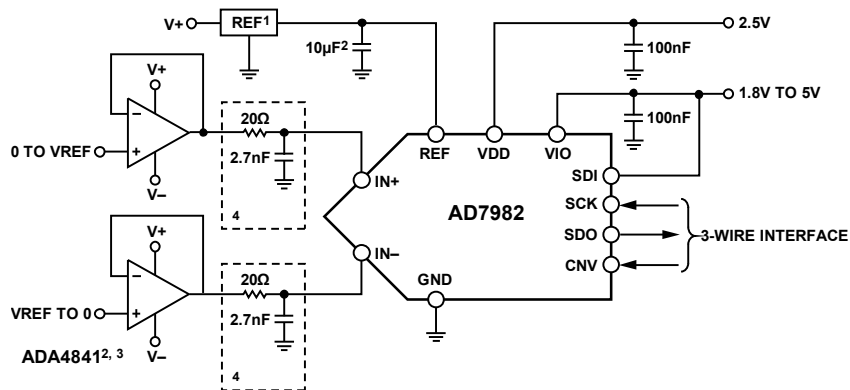 V+
REF¹
10µF²
2.5V
100nF
1.8V TO 5V
100nF
V+
–
+
0 TO VREF
V–
20Ω
2.7nF
4
REF
VDD
VIO
IN+
SDI
AD7982
SCK
SDO
3-WIRE INTERFACE
CNV
IN–
GND
V+
–
+
VREF TO 0
V–
20Ω
2.7nF
4
ADA4841², ³